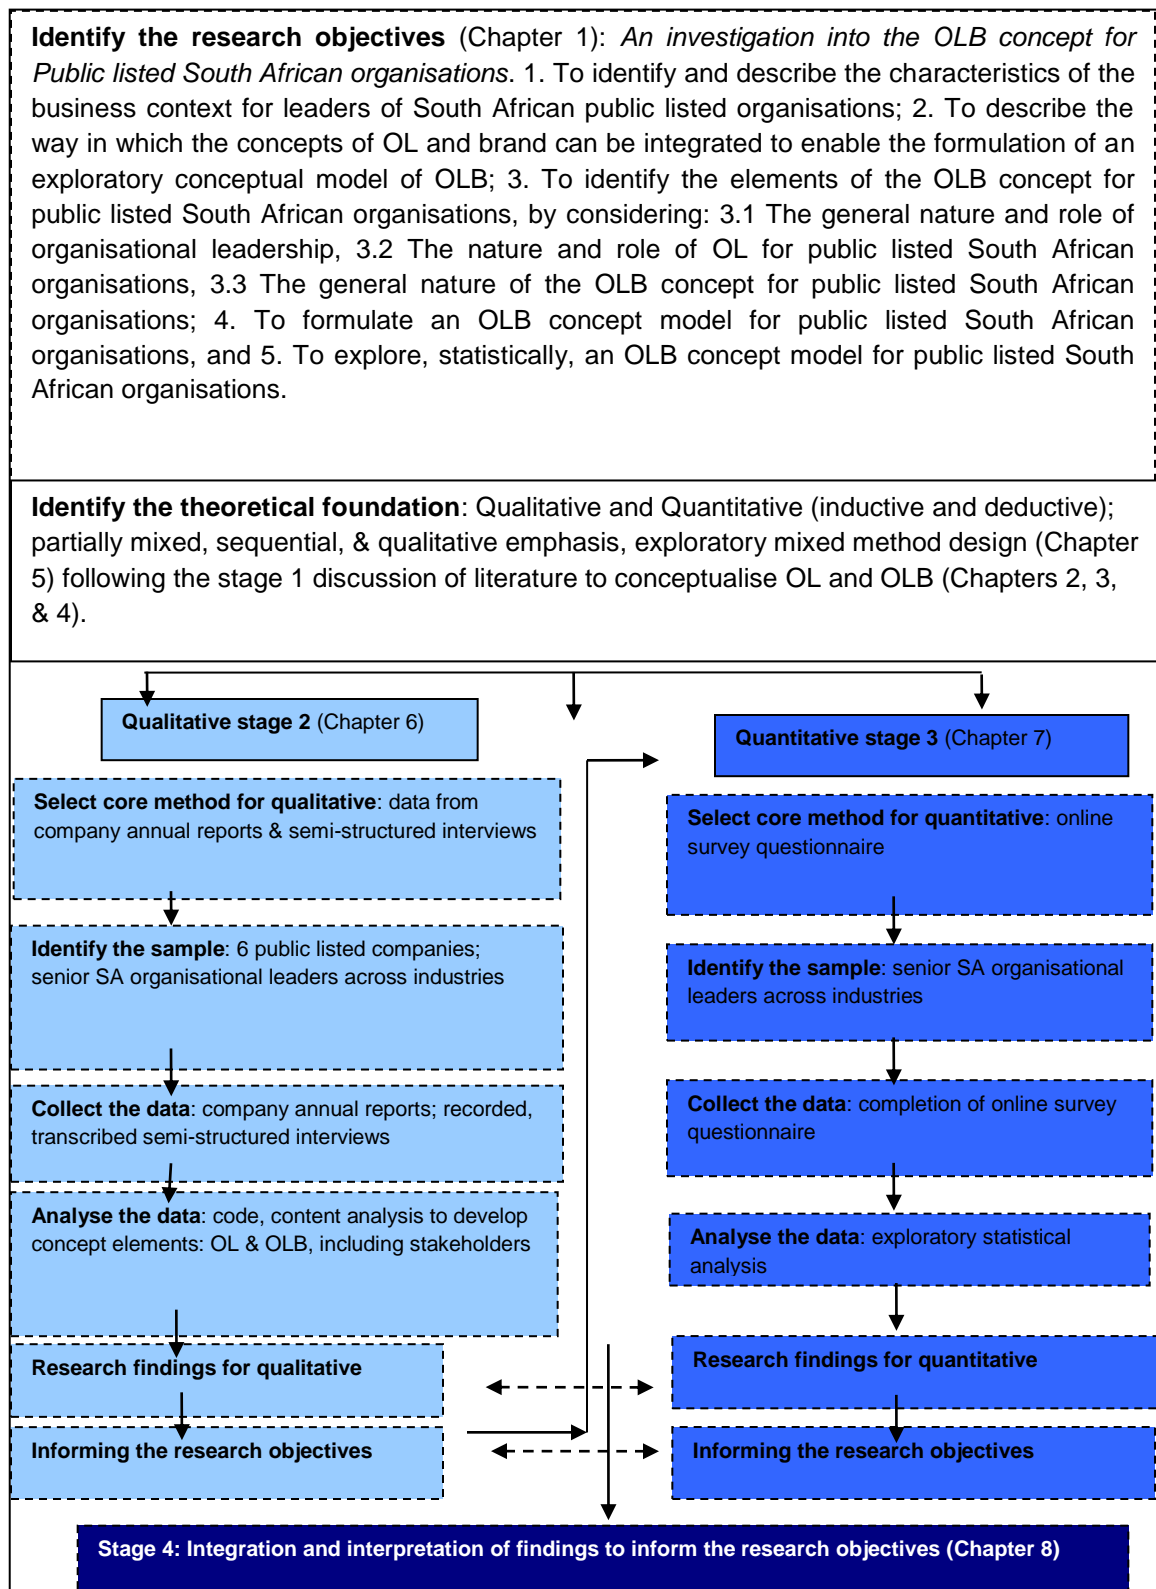 Identify the research objectives (Chapter 1): An investigation into the OLB concept for
Public listed South African organisations. 1. To identify and describe the characteristics of the
business context for leaders of South African public listed organisations; 2. To describe the
way in which the concepts of OL and brand can be integrated to enable the formulation of an
exploratory conceptual model of OLB; 3. To identify the elements of the OLB concept for
public listed South African organisations, by considering: 3.1 The general nature and role of
organisational leadership, 3.2 The nature and role of OL for public listed South African
organisations, 3.3 The general nature of the OLB concept for public listed South African
organisations; 4. To formulate an OLB concept model for public listed South African
organisations, and 5. To explore, statistically, an OLB concept model for public listed South
African organisations.
Identify the theoretical foundation: Qualitative and Quantitative (inductive and deductive);
partially mixed, sequential, & qualitative emphasis, exploratory mixed method design (Chapter
5) following the stage 1 discussion of literature to conceptualise OL and OLB (Chapters 2, 3,
& 4).
Qualitative stage 2 (Chapter 6)
Select core method for qualitative: data from
company annual reports & semi-structured interviews
Identify the sample: 6 public listed companies;
senior SA organisational leaders across industries
Collect the data: company annual reports; recorded,
transcribed semi-structured interviews
Analyse the data: code, content analysis to develop
concept elements: OL & OLB, including stakeholders
Research findings for qualitative
Informing the research objectives
Quantitative stage 3 (Chapter 7)
Select core method for quantitative: online
survey questionnaire
Identify the sample: senior SA organisational
leaders across industries
Collect the data: completion of online survey
questionnaire
Analyse the data: exploratory statistical
analysis
Research findings for quantitative
Informing the research objectives
Stage 4: Integration and interpretation of findings to inform the research objectives (Chapter 8)